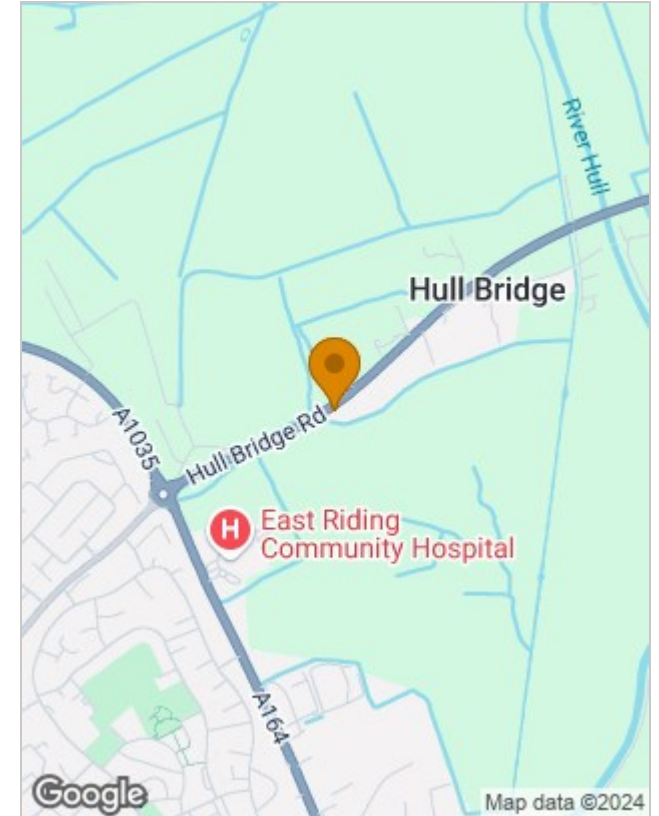 River Hull
Hull Bridge
A1035
Hull Bridge Rd
H
East Riding
Community Hospital
A164
Google
Map data ©2024